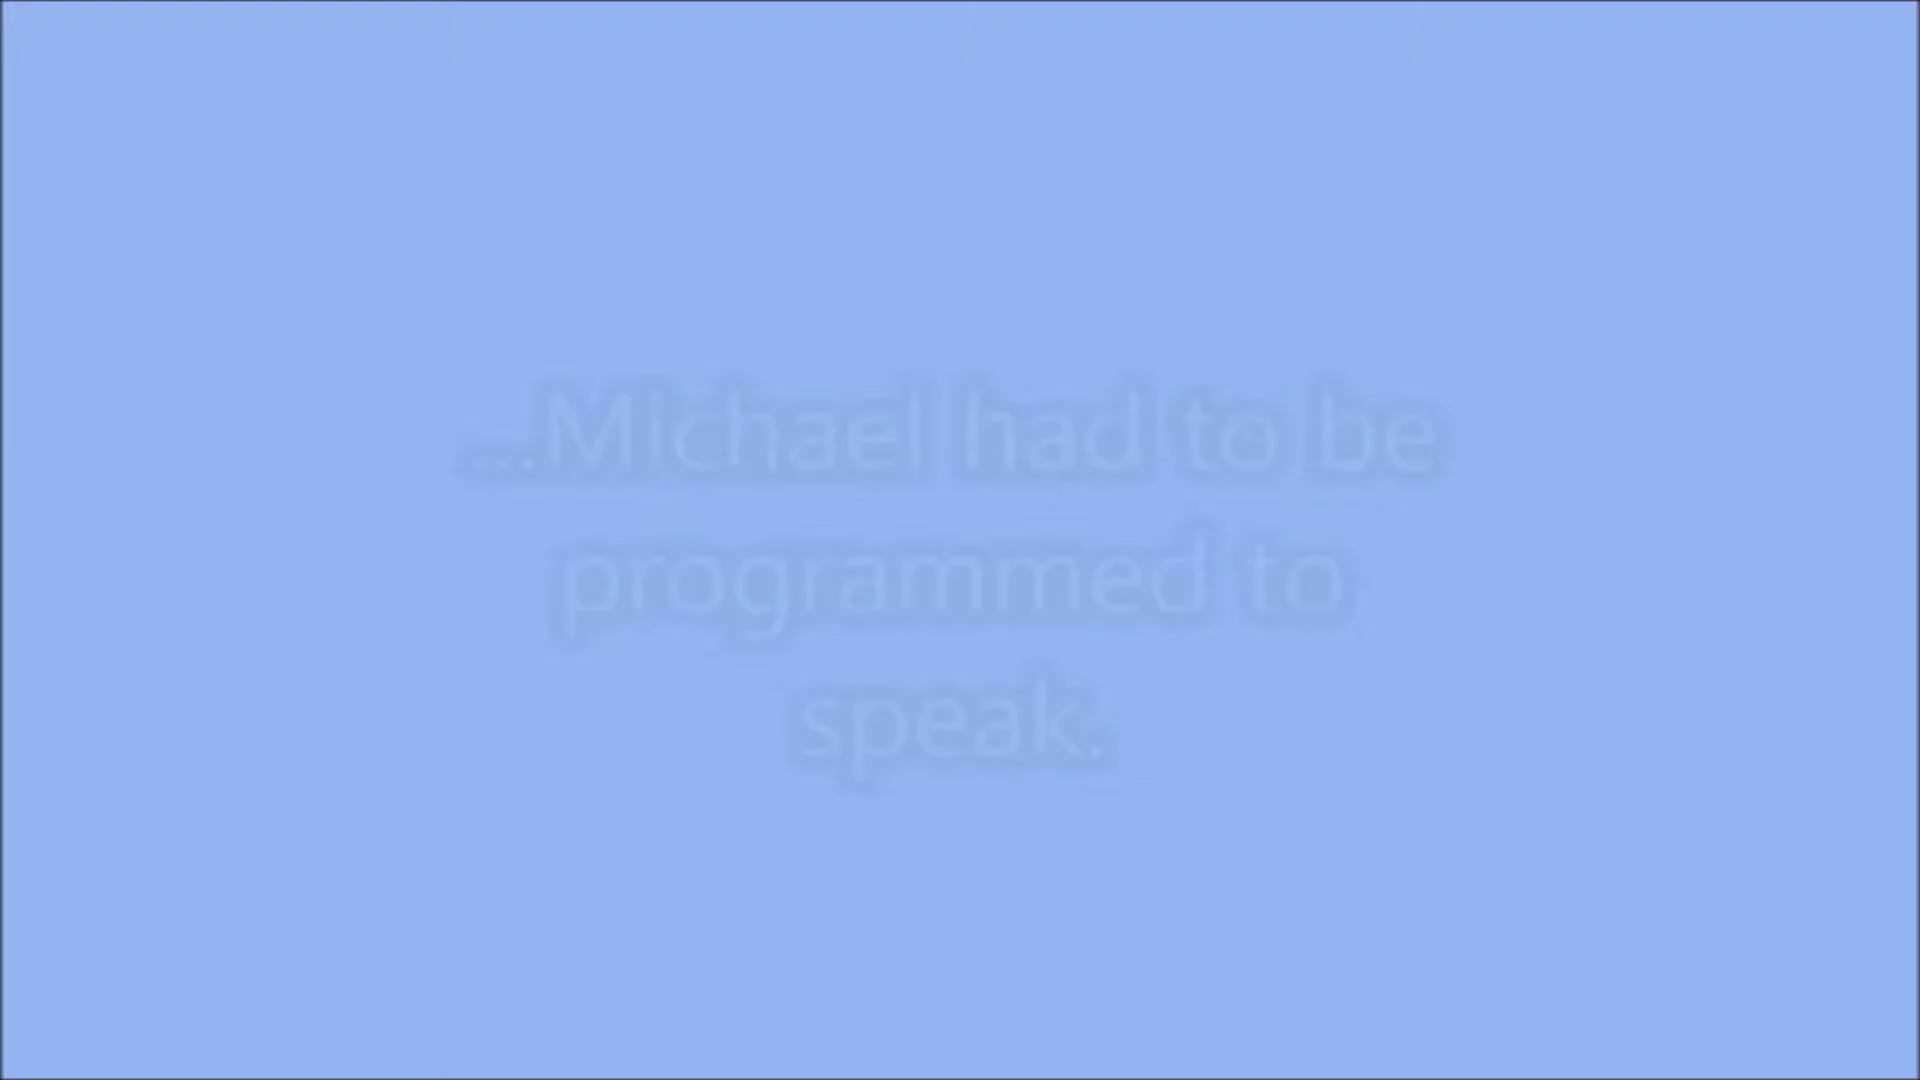 ...Michael had to be
programmed to
speak.